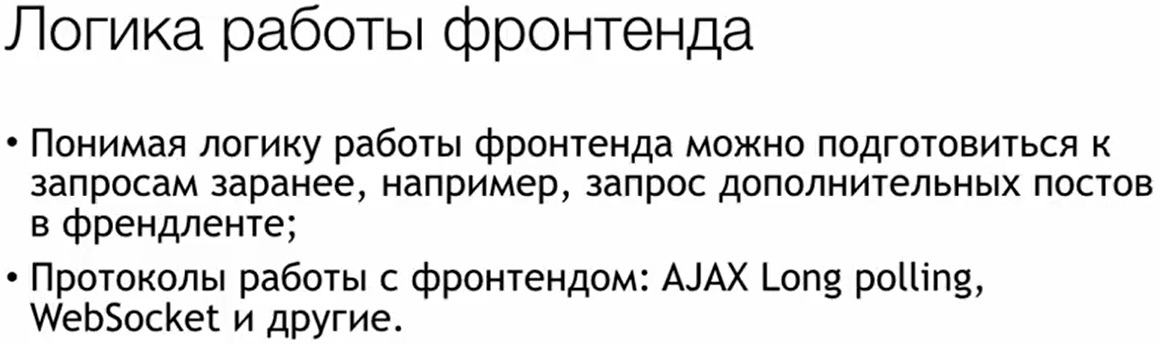 Логика работы фронтенда
• Понимая логику работы фронтенда можно подготовиться к
запросам заранее, например, запрос дополнительных постов
в френдленте;
• Протоколы работы с фронтендом: AJAX Long polling,
WebSocket и другие.